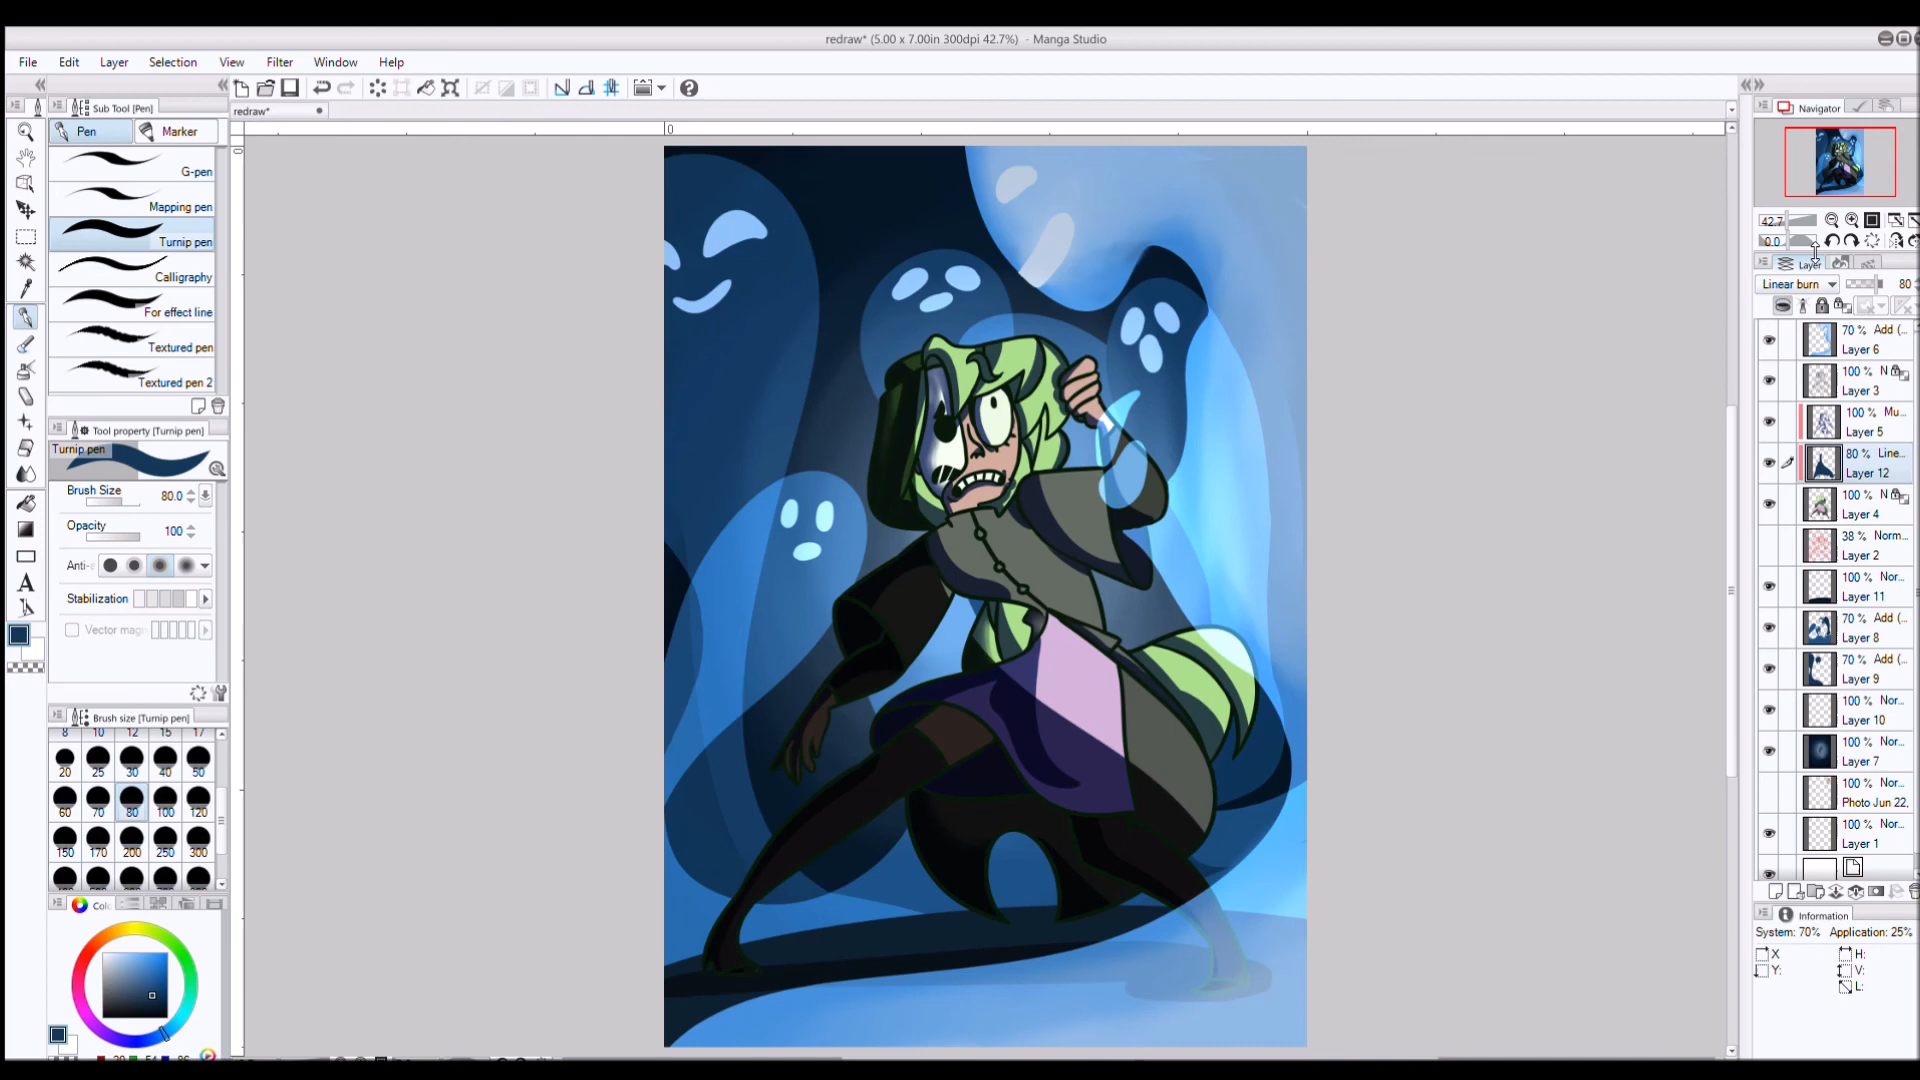 redraw* (5.00 x 7.00in 300dpi 42.7%) - Manga Studio
File Edit Layer Selection View Filter Window Help
Sub Tool [Pen]
redraw*
Navigator
Pen Marker
0
0
G-pen
Mapping pen
Turnip pen
Calligraphy
For effect line
Textured pen
Textured pen 2
Tool property [Turnip pen]
Turnip pen
Brush Size 80.0
Opacity 100
Stabilization
Brush size [Turnip pen]
8 10 12 15 17
20 25 30 40 50
60 70 80 100 120
150 170 200 250 300
42.7
0.0
Layer
Linear burn 80
70 % Add (...
Layer 6
100 % N
Layer 3
100 % Mu...
Layer 5
80 % Line...
Layer 12
100 % N
Layer 4
38 % Norm...
Layer 2
100 % Nor...
Layer 11
70 % Add (...
Layer 8
70 % Add (...
Layer 9
100 % Nor...
Layer 10
100 % Nor...
Layer 7
100 % Nor...
Photo Jun 22,
100 % Nor...
Layer 1
Information
System: 70% Application: 25%
X H:
Y: V:
L: